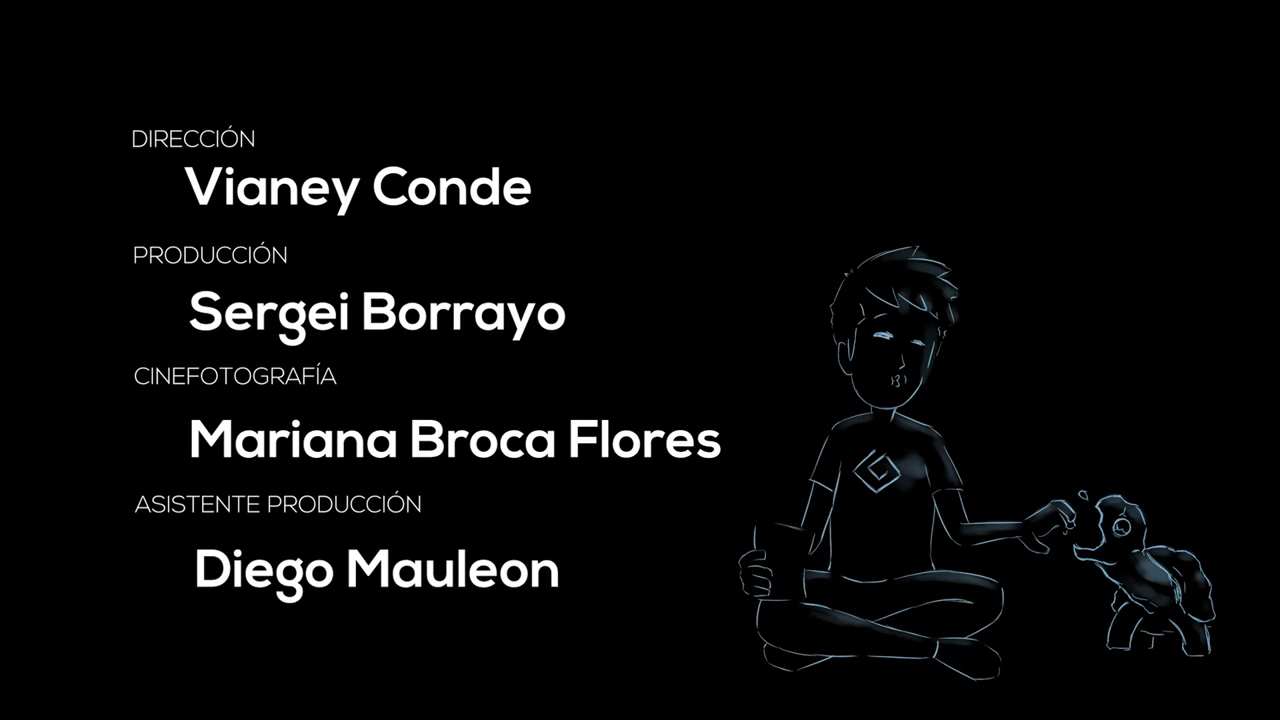 DIRECCIÓN
Vianey Conde
PRODUCCIÓN
Sergei Borrayo
CINEFOTOGRAFÍA
Mariana Broca Flores
ASISTENTE PRODUCCIÓN
Diego Mauleon